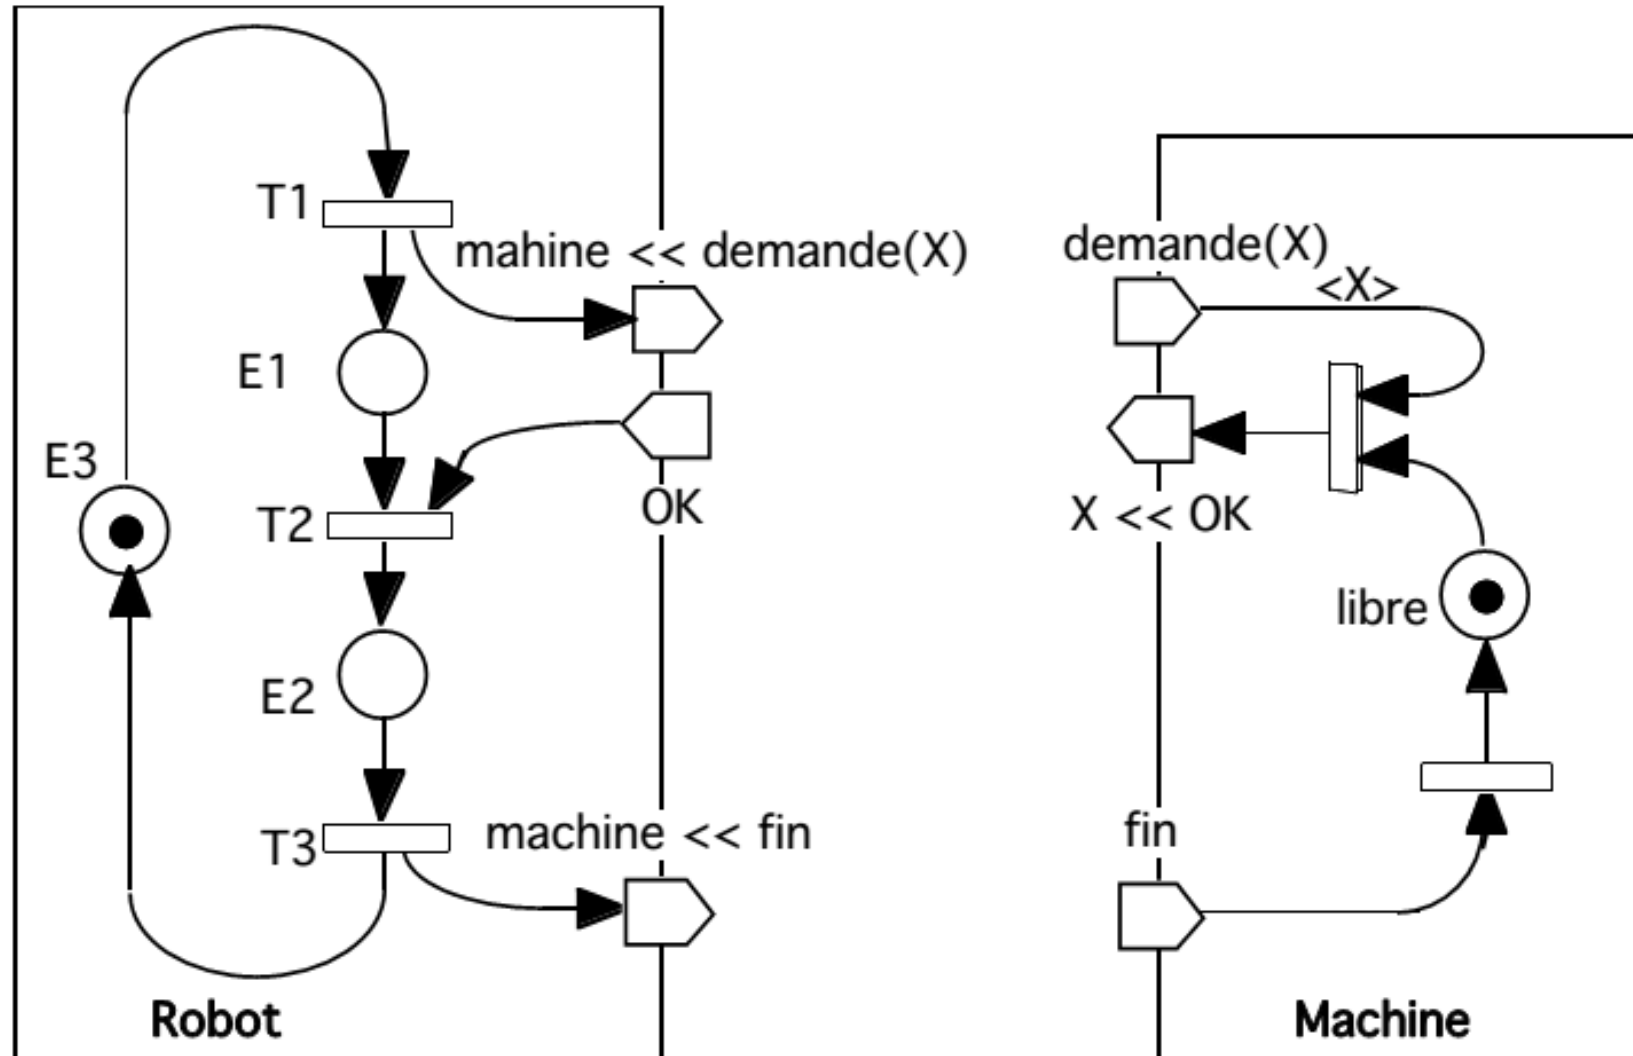 T1
mahine << demande(X)
E1
E3
OK
T2
E2
machine << fin
T3
Robot
demande(X)
<X>
X << OK
libre
fin
Machine